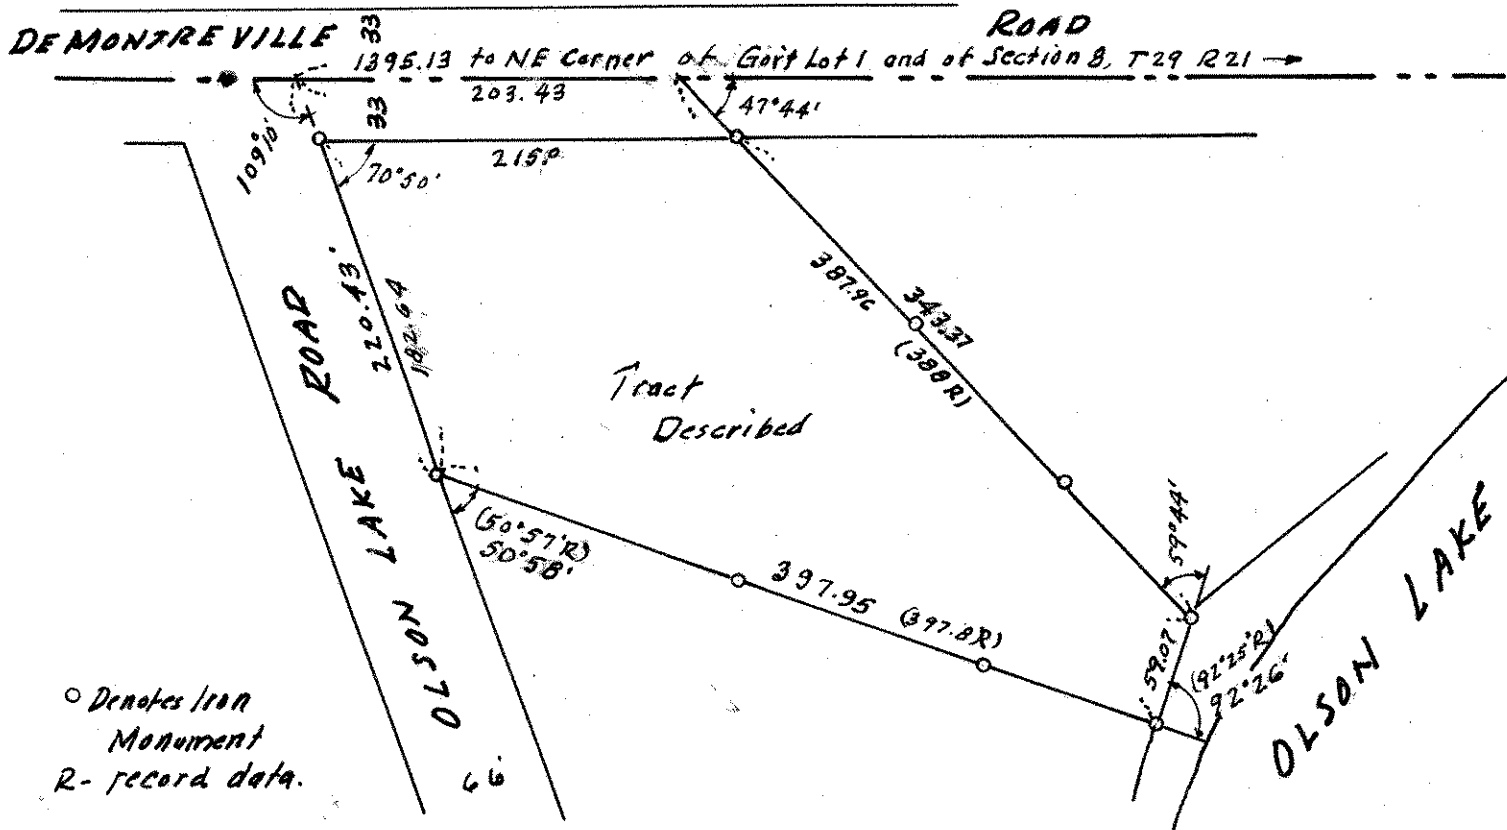 DE MONTREVILLE ROAD
33
1395.13 to NE Corner of Gov't Lot 1 and of Section 8, T29 R21
203.43
47°44'
33
109°10'
215.0
70°50'
220.43'
182.64
387.96
343.37
(388 R)
Tract
Described
OLSON LAKE ROAD
(50°57'R)
50°58'
397.95 (397.8R)
59°44'
59.07'
(92°25'R)
92°26'
OLSON LAKE
66
O Denotes Iron
Monument
R- record data.